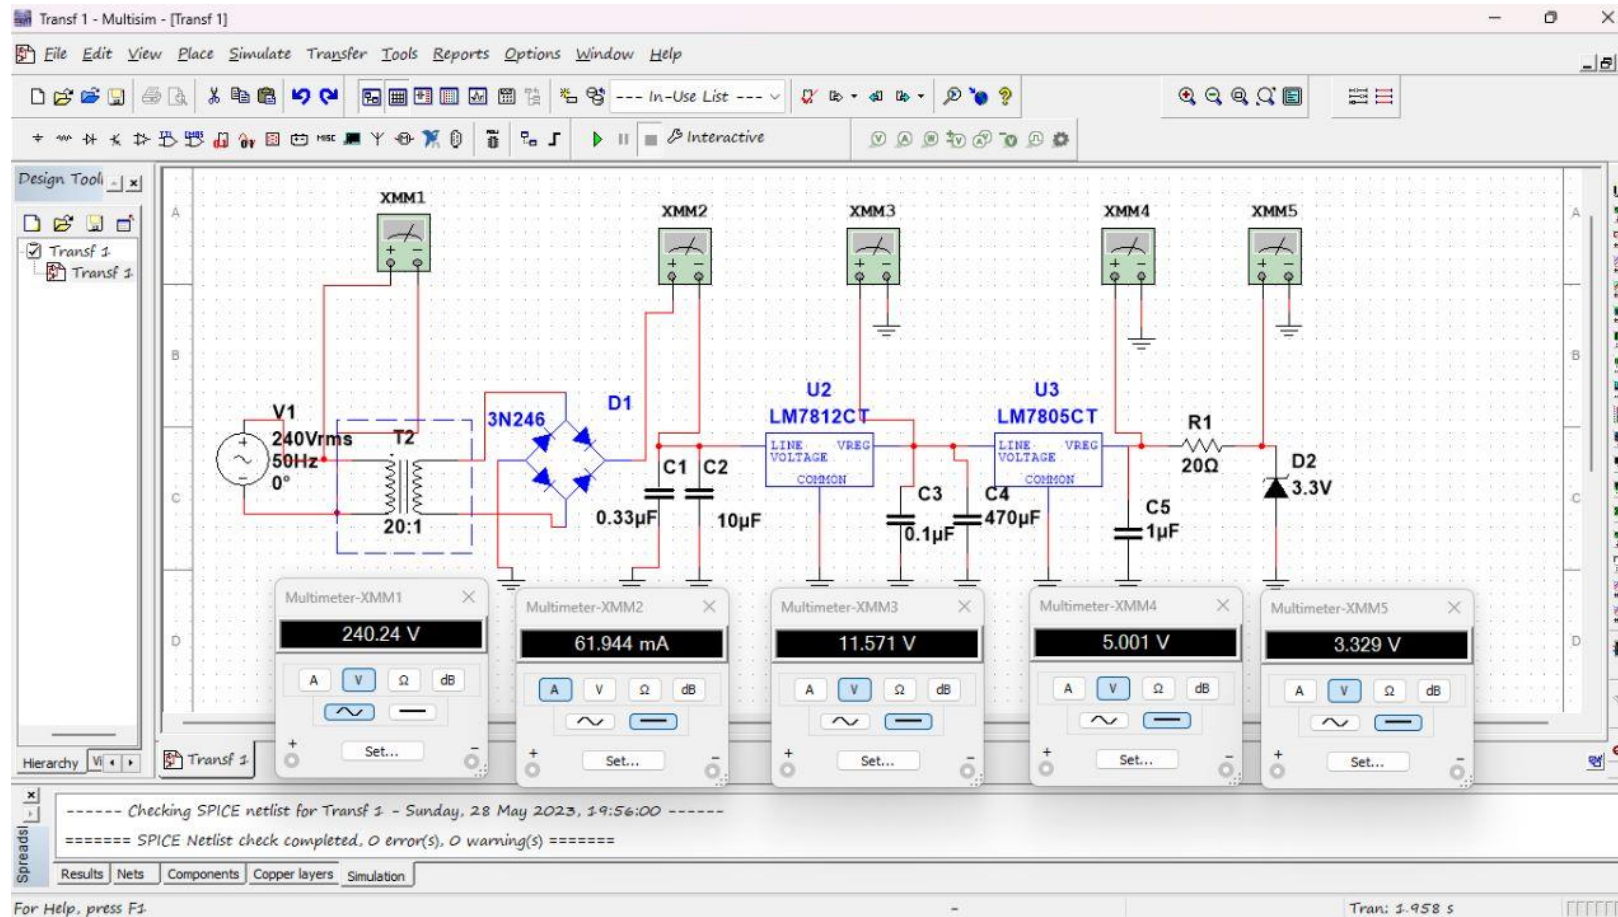 Transf 1 - Multisim - [Transf 1]
File Edit View Place Simulate Transfer Tools Reports Options Window Help
--- In-Use List ---
MISC Interactive
Design Tool
Transf 1
Transf 1
A
B
C
D
A
B
C
D
XMM1
XMM2
XMM3
XMM4
XMM5
V1
240Vrms
50Hz
0°
T2
20:1
3N246
D1
C1
0.33µF
C2
10µF
U2
LM7812CT
LINE VREG
VOLTAGE
COMMON
C3
0.1µF
C4
470µF
U3
LM7805CT
LINE VREG
VOLTAGE
COMMON
C5
1µF
R1
20Ω
D2
3.3V
Multimeter-XMM1
240.24 V
A V Ω dB
Set...
Multimeter-XMM2
61.944 mA
A V Ω dB
Set...
Multimeter-XMM3
11.571 V
A V Ω dB
Set...
Multimeter-XMM4
5.001 V
A V Ω dB
Set...
Multimeter-XMM5
3.329 V
A V Ω dB
Set...
Hierarchy
Transf 1
------ Checking SPICE netlist for Transf 1 - Sunday, 28 May 2023, 19:56:00 ------
======= SPICE Netlist check completed, 0 error(s), 0 warning(s) =======
Results Nets Components Copper layers Simulation
For Help, press F1
- Tran: 1.958 s